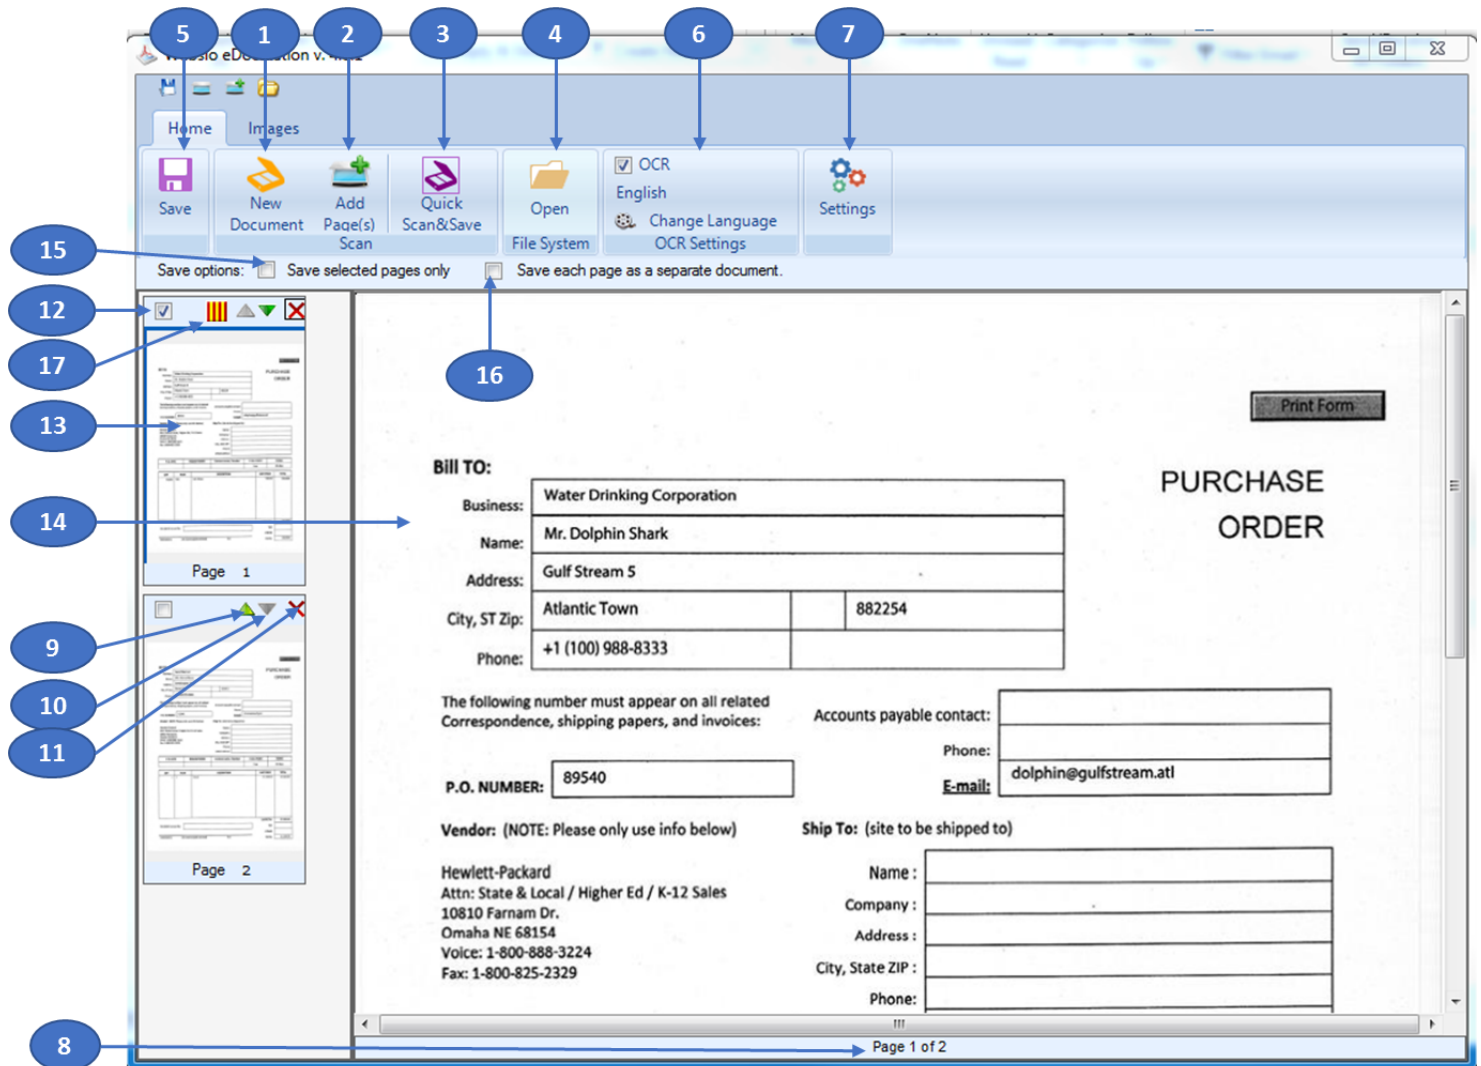 5
1
2
3
4
6
7
Home
Images
Save
New
Document
Add
Page(s)
Quick
Scan&Save
Scan
Open
File System
OCR
English
Change Language
OCR Settings
Settings
15
Save options:
Save selected pages only
Save each page as a separate document.
12
17
16
13
14
Page 1
9
10
11
Page 2
8
Print Form
PURCHASE
ORDER
Bill TO:
Business: Water Drinking Corporation
Name: Mr. Dolphin Shark
Address: Gulf Stream 5
City, ST Zip: Atlantic Town 882254
Phone: +1 (100) 988-8333
The following number must appear on all related
Correspondence, shipping papers, and invoices:
Accounts payable contact:
Phone:
E-mail: dolphin@gulfstream.atl
P.O. NUMBER: 89540
Vendor: (NOTE: Please only use info below)
Hewlett-Packard
Attn: State & Local / Higher Ed / K-12 Sales
10810 Farnam Dr.
Omaha NE 68154
Voice: 1-800-888-3224
Fax: 1-800-825-2329
Ship To: (site to be shipped to)
Name :
Company :
Address :
City, State ZIP :
Phone:
Page 1 of 2